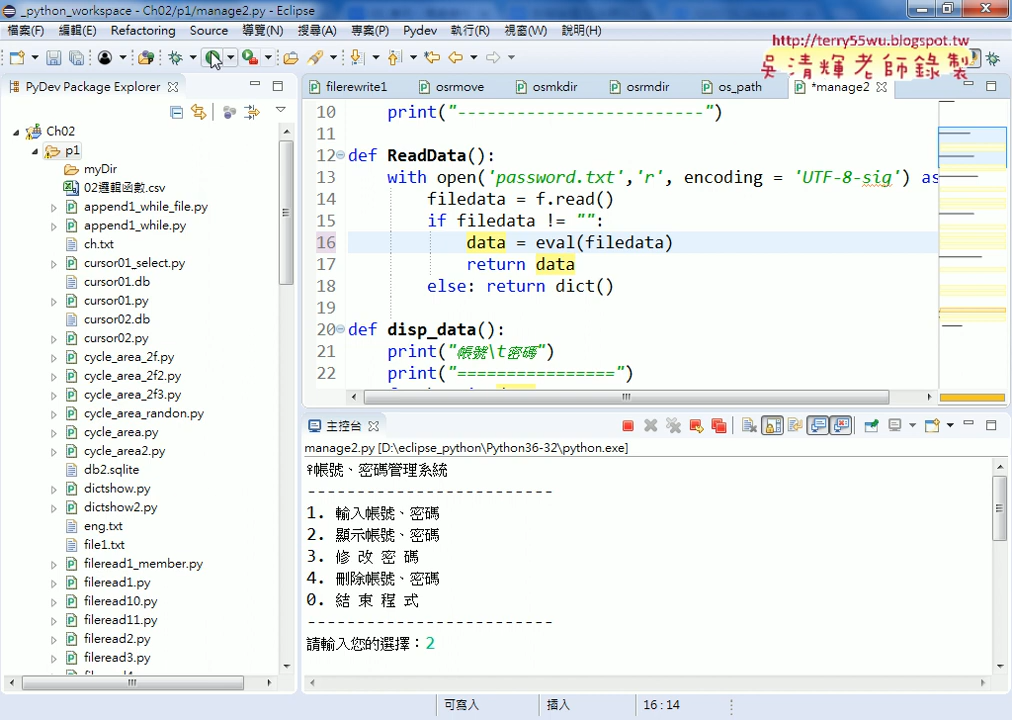 _python_workspace - Ch02/p1/manage2.py - Eclipse
檔案(F) 編輯(E) Refactoring Source 導覽(N) 搜尋(A) 專案(P) Pydev 執行(R) 視窗(W) 說明(H)
http://terry55wu.blogspot.tw
吳清輝老師錄製
PyDev Package Explorer
Ch02
p1
myDir
02邏輯函數.csv
append1_while_file.py
append1_while.py
ch.txt
cursor01_select.py
cursor01.db
cursor01.py
cursor02.db
cursor02.py
cycle_area_2f.py
cycle_area_2f2.py
cycle_area_2f3.py
cycle_area_randon.py
cycle_area.py
cycle_area2.py
db2.sqlite
dictshow.py
dictshow2.py
eng.txt
file1.txt
fileread1_member.py
fileread1.py
fileread10.py
fileread11.py
fileread2.py
fileread3.py
filerewrite1 osrmove osmkdir osrmdir os_path *manage2
10 print("-------------------------")
11
12 def ReadData():
13 with open('password.txt','r', encoding = 'UTF-8-sig') as
14 filedata = f.read()
15 if filedata != "":
16 data = eval(filedata)
17 return data
18 else: return dict()
19
20 def disp_data():
21 print("帳號\t密碼")
22 print("================")
主控台
manage2.py [D:\eclipse_python\Python36-32\python.exe]
♀帳號、密碼管理系統
-------------------------
1. 輸入帳號、密碼
2. 顯示帳號、密碼
3. 修 改 密 碼
4. 刪除帳號、密碼
0. 結 束 程 式
-------------------------
請輸入您的選擇：2
可寫入 插入 16 : 14